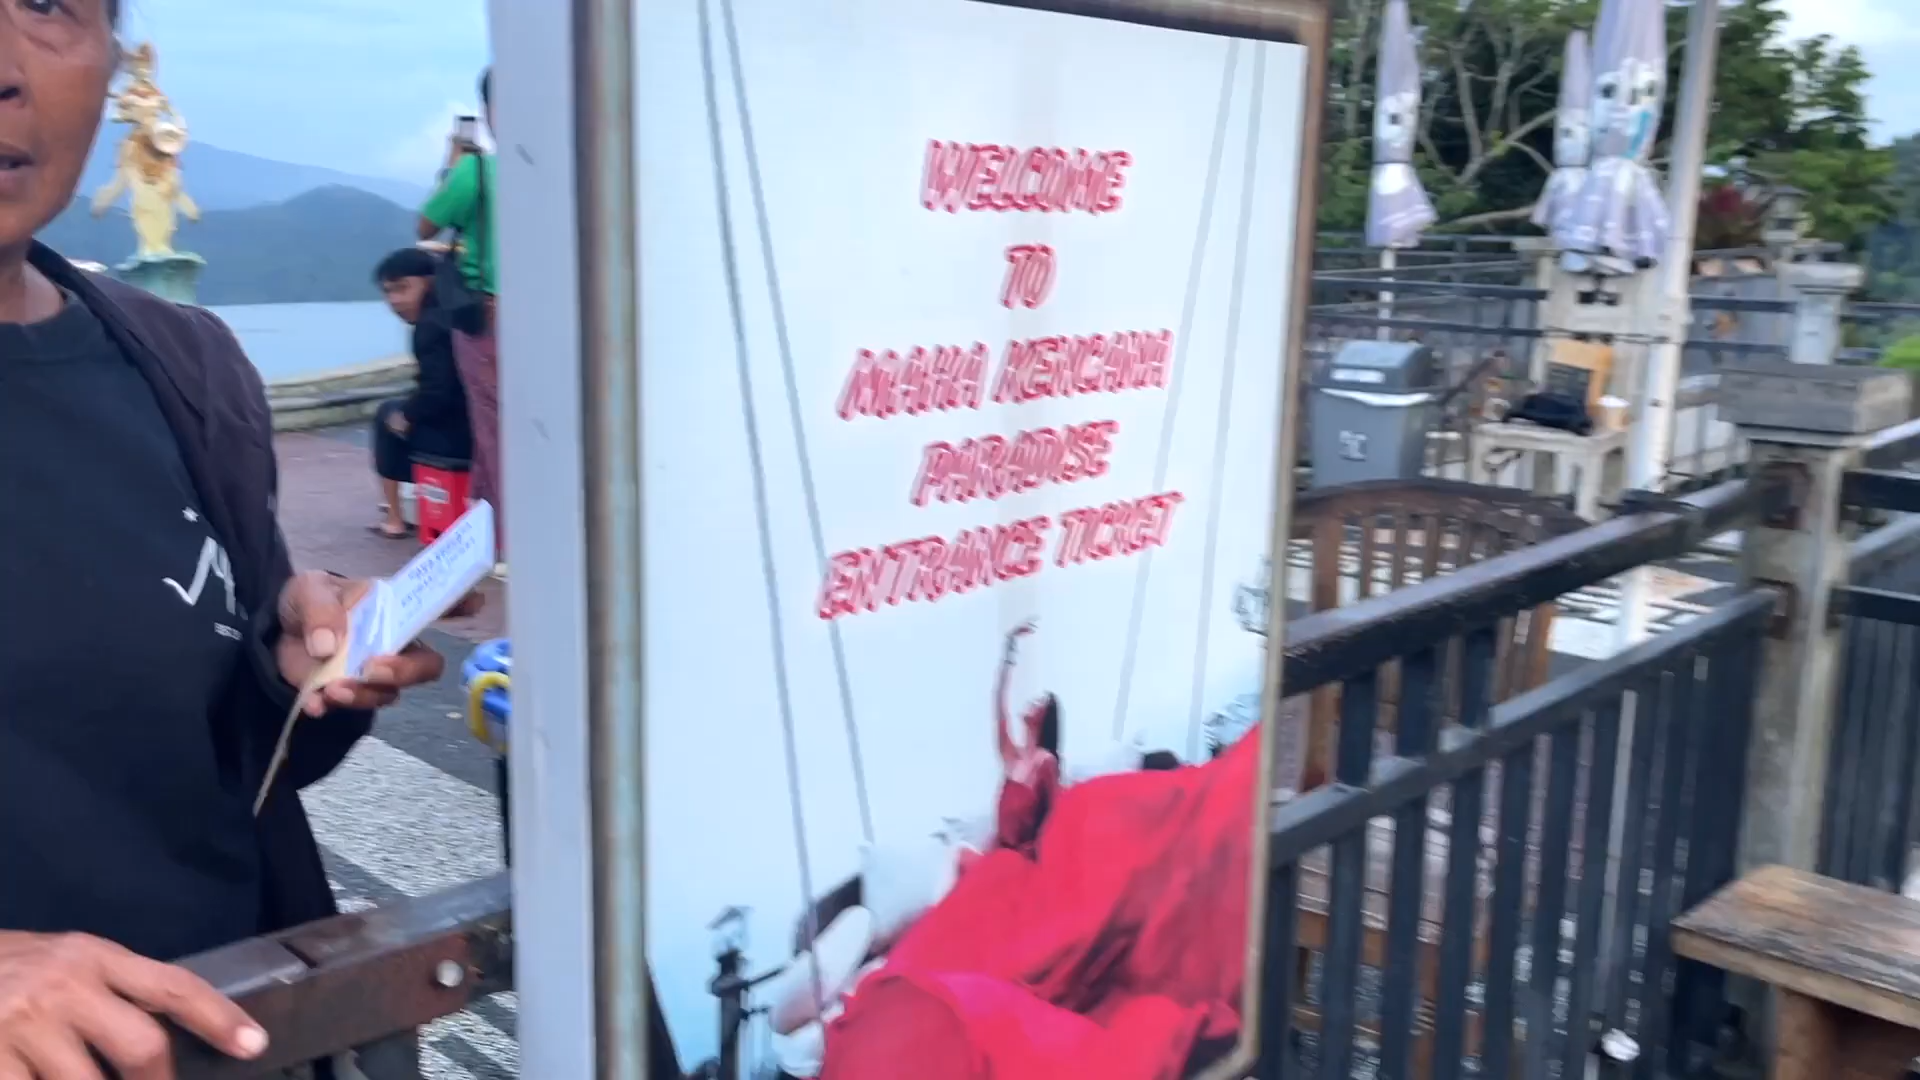 WELCOME
TO
MAHA KENCANA
PARADISE
ENTRANCE TICKET